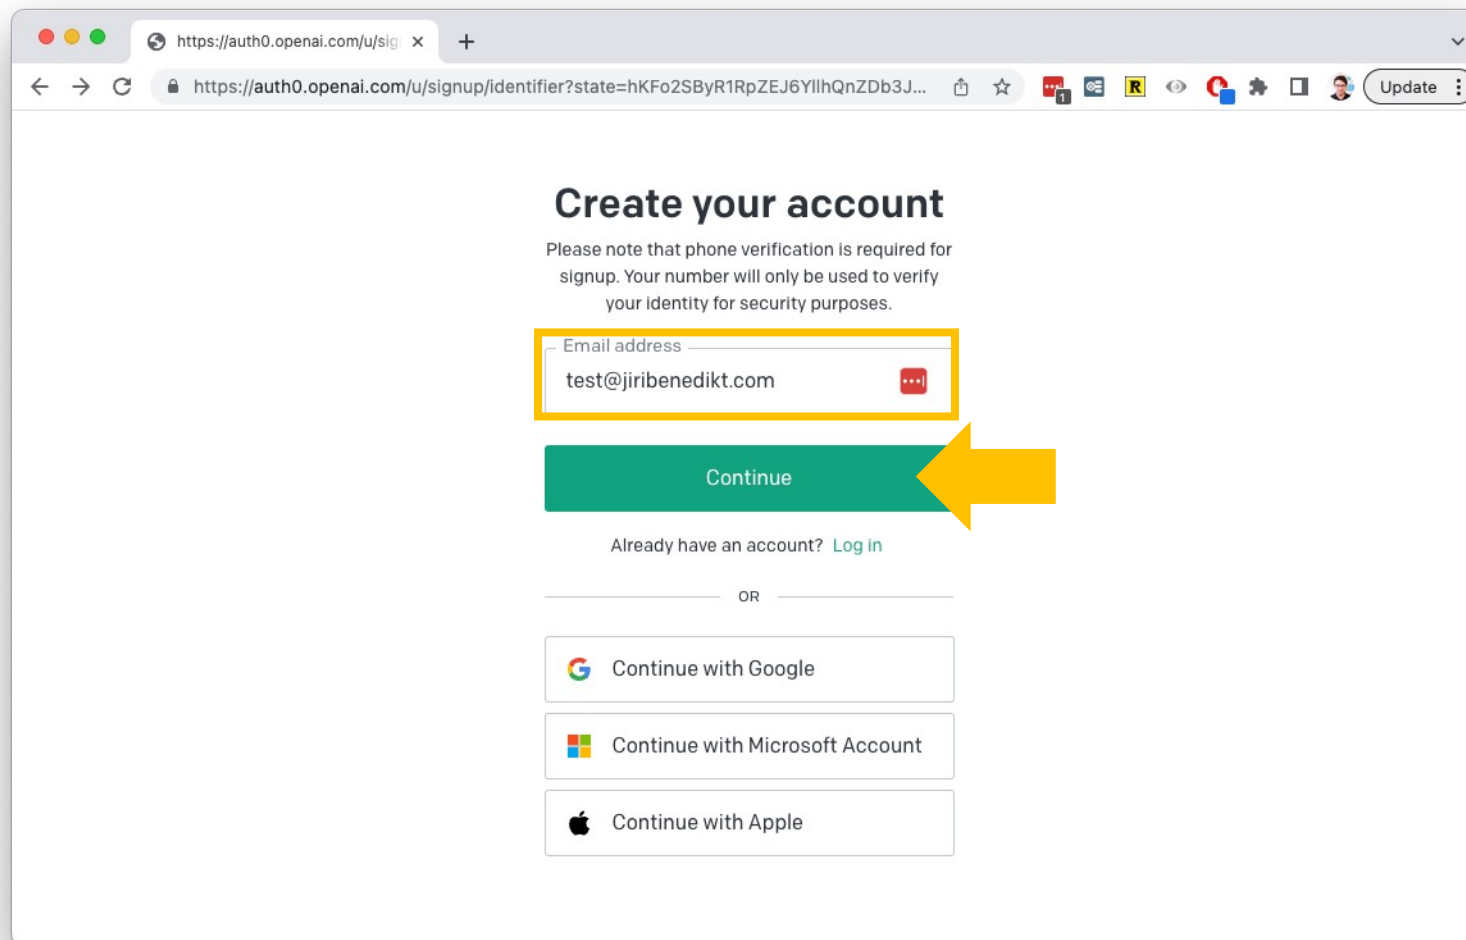 https://auth0.openai.com/u/sig
https://auth0.openai.com/u/signup/identifier?state=hKFo2SByR1RpZEJ6YllhQnZDb3J...
1
R
Update
Create your account
Please note that phone verification is required for
signup. Your number will only be used to verify
your identity for security purposes.
Email address
test@jiribenedikt.com
Continue
Already have an account? Log in
OR
Continue with Google
Continue with Microsoft Account
Continue with Apple